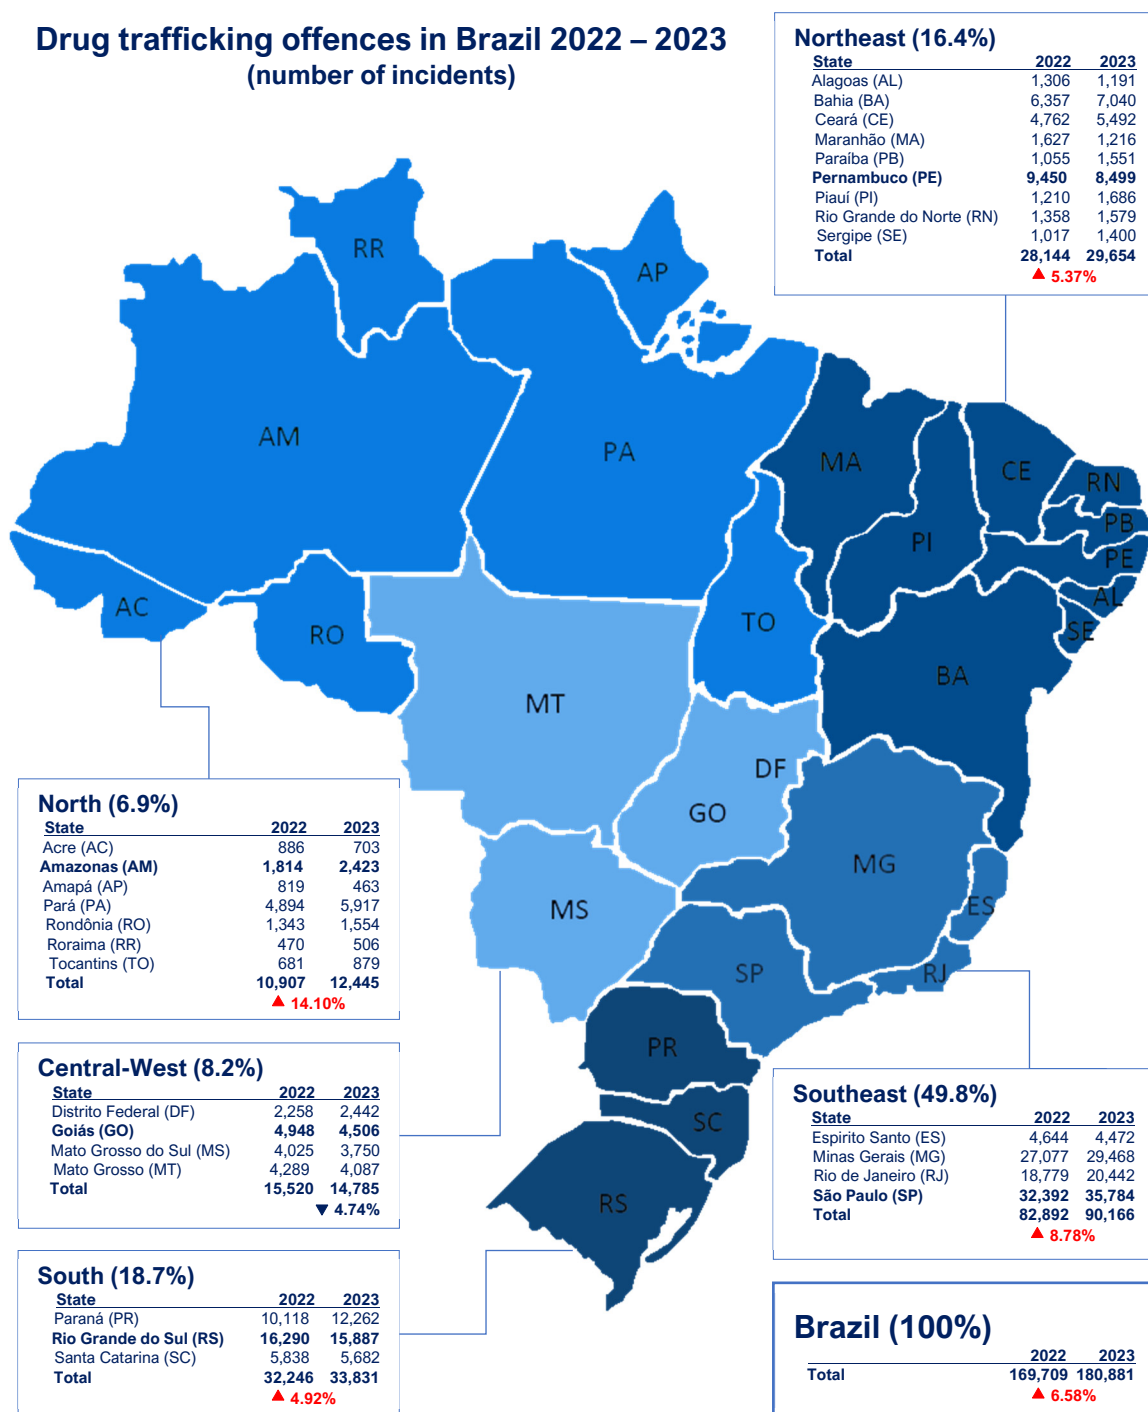 Drug trafficking offences in Brazil 2022 – 2023
(number of incidents)
Northeast (16.4%)
State 2022 2023
Alagoas (AL) 1,306 1,191
Bahia (BA) 6,357 7,040
Ceará (CE) 4,762 5,492
Maranhão (MA) 1,627 1,216
Paraíba (PB) 1,055 1,551
Pernambuco (PE) 9,450 8,499
Piauí (PI) 1,210 1,686
Rio Grande do Norte (RN) 1,358 1,579
Sergipe (SE) 1,017 1,400
Total 28,144 29,654
▲ 5.37%
RR
AP
AM
PA
MA
CE
RN
PB
PI
PE
AL
AC
RO
TO
SE
BA
MT
DF
GO
MG
MS
ES
SP
RJ
PR
SC
RS
North (6.9%)
State 2022 2023
Acre (AC) 886 703
Amazonas (AM) 1,814 2,423
Amapá (AP) 819 463
Pará (PA) 4,894 5,917
Rondônia (RO) 1,343 1,554
Roraima (RR) 470 506
Tocantins (TO) 681 879
Total 10,907 12,445
▲ 14.10%
Central-West (8.2%)
State 2022 2023
Distrito Federal (DF) 2,258 2,442
Goiás (GO) 4,948 4,506
Mato Grosso do Sul (MS) 4,025 3,750
Mato Grosso (MT) 4,289 4,087
Total 15,520 14,785
▼ 4.74%
Southeast (49.8%)
State 2022 2023
Espirito Santo (ES) 4,644 4,472
Minas Gerais (MG) 27,077 29,468
Rio de Janeiro (RJ) 18,779 20,442
São Paulo (SP) 32,392 35,784
Total 82,892 90,166
▲ 8.78%
South (18.7%)
State 2022 2023
Paraná (PR) 10,118 12,262
Rio Grande do Sul (RS) 16,290 15,887
Santa Catarina (SC) 5,838 5,682
Total 32,246 33,831
▲ 4.92%
Brazil (100%)
2022 2023
Total 169,709 180,881
▲ 6.58%